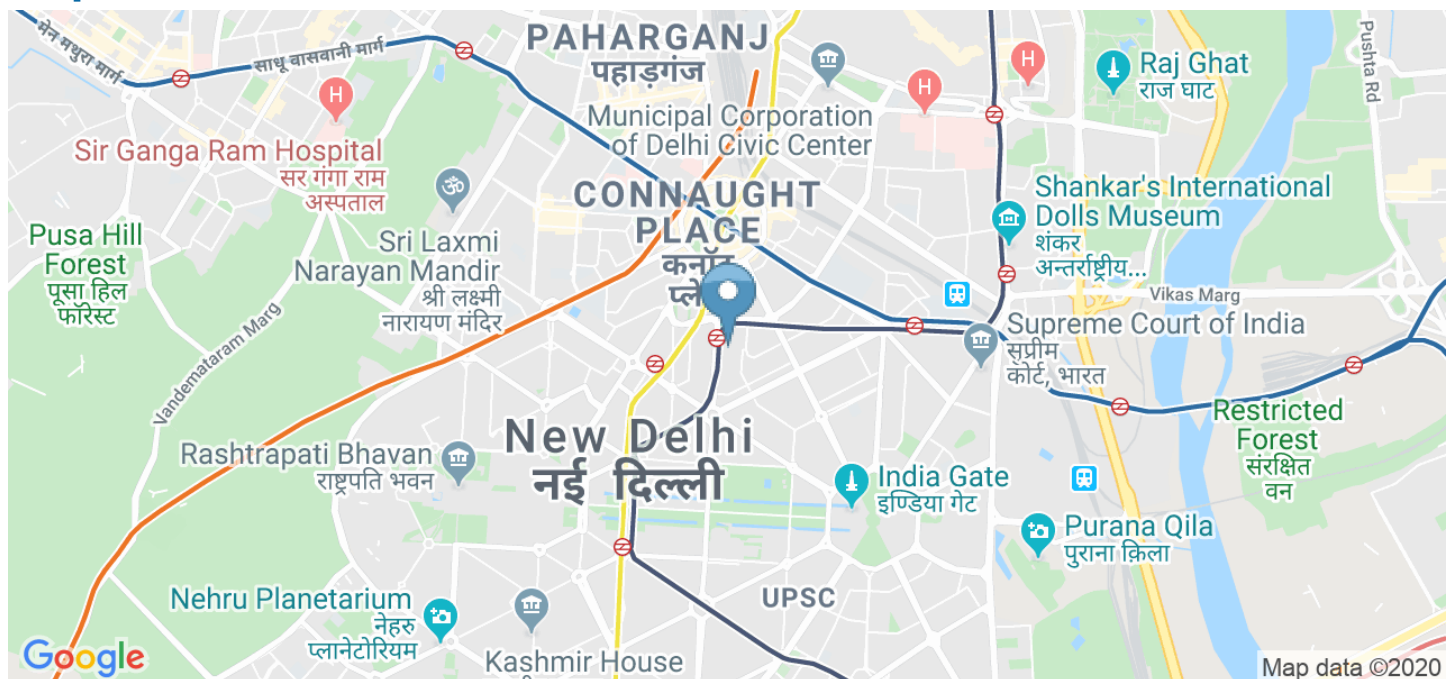 मेन मथुरा मार्ग
साधू वासवानी मार्ग
PAHARGANJ
पहाड़गंज
Raj Ghat
राज घाट
Pushta Rd
H
H
H
Municipal Corporation
of Delhi Civic Center
Sir Ganga Ram Hospital
सर गंगा राम
अस्पताल
ॐ
CONNAUGHT
PLACE
कनॉट
Shankar's International
Dolls Museum
शंकर
अन्तर्राष्ट्रीय...
Pusa Hill
Forest
पूसा हिल
फॉरेस्ट
Sri Laxmi
Narayan Mandir
श्री लक्ष्मी
नारायण मंदिर
Vikas Marg
Vandemataram Marg
Supreme Court of India
सुप्रीम
कोर्ट, भारत
Restricted
Forest
संरक्षित
वन
New Delhi
नई दिल्ली
Rashtrapati Bhavan
राष्ट्रपति भवन
India Gate
इण्डिया गेट
Purana Qila
पुराना क़िला
UPSC
Nehru Planetarium
नेहरु
प्लानेटोरियम
Kashmir House
Google
Map data ©2020